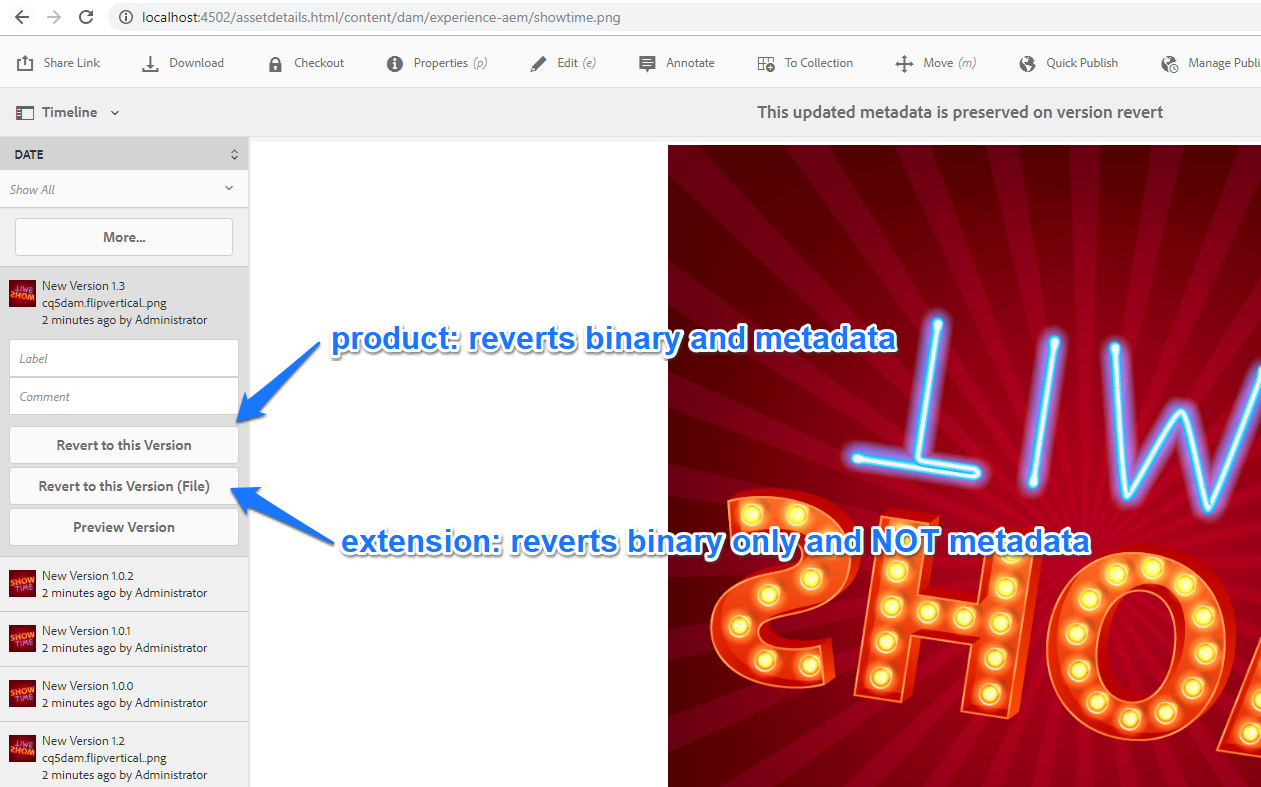 localhost:4502/assetdetails.html/content/dam/experience-aem/showtime.png
Share Link
Download
Checkout
Properties (p)
Edit (e)
Annotate
To Collection
Move (m)
Quick Publish
Manage Publi
Timeline
This updated metadata is preserved on version revert
DATE
Show All
More...
New Version 1.3
cq5dam.flipvertical..png
2 minutes ago by Administrator
product: reverts binary and metadata
Label
Comment
Revert to this Version
Revert to this Version (File)
Preview Version
extension: reverts binary only and NOT metadata
New Version 1.0.2
2 minutes ago by Administrator
New Version 1.0.1
2 minutes ago by Administrator
New Version 1.0.0
2 minutes ago by Administrator
New Version 1.2
cq5dam.flipvertical..png
2 minutes ago by Administrator